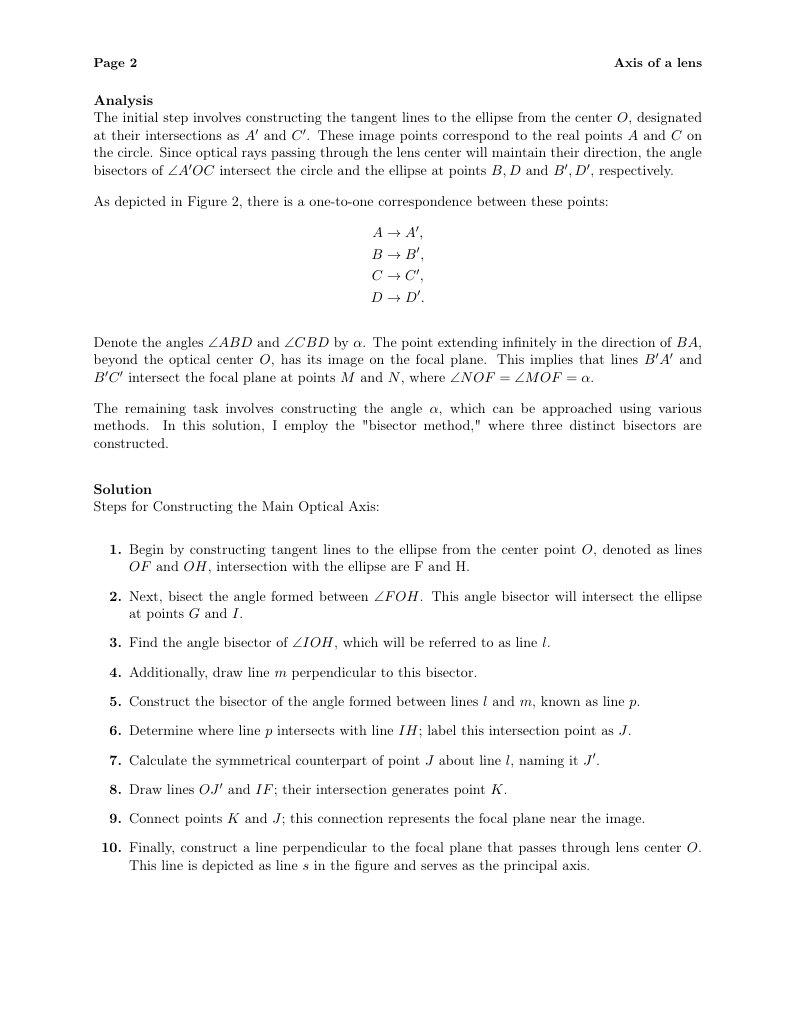 Page 2 Axis of a lens
Analysis
The initial step involves constructing the tangent lines to the ellipse from the center O, designated
at their intersections as A′ and C′. These image points correspond to the real points A and C on
the circle. Since optical rays passing through the lens center will maintain their direction, the angle
bisectors of ∠A′OC intersect the circle and the ellipse at points B, D and B′, D′, respectively.
As depicted in Figure 2, there is a one-to-one correspondence between these points:
A → A′,
B → B′,
C → C′,
D → D′.
Denote the angles ∠ABD and ∠CBD by α. The point extending infinitely in the direction of BA,
beyond the optical center O, has its image on the focal plane. This implies that lines B′A′ and
B′C′ intersect the focal plane at points M and N, where ∠NOF = ∠MOF = α.
The remaining task involves constructing the angle α, which can be approached using various
methods. In this solution, I employ the "bisector method," where three distinct bisectors are
constructed.
Solution
Steps for Constructing the Main Optical Axis:
1. Begin by constructing tangent lines to the ellipse from the center point O, denoted as lines
OF and OH, intersection with the ellipse are F and H.
2. Next, bisect the angle formed between ∠FOH. This angle bisector will intersect the ellipse
at points G and I.
3. Find the angle bisector of ∠IOH, which will be referred to as line l.
4. Additionally, draw line m perpendicular to this bisector.
5. Construct the bisector of the angle formed between lines l and m, known as line p.
6. Determine where line p intersects with line IH; label this intersection point as J.
7. Calculate the symmetrical counterpart of point J about line l, naming it J′.
8. Draw lines OJ′ and IF; their intersection generates point K.
9. Connect points K and J; this connection represents the focal plane near the image.
10. Finally, construct a line perpendicular to the focal plane that passes through lens center O.
This line is depicted as line s in the figure and serves as the principal axis.